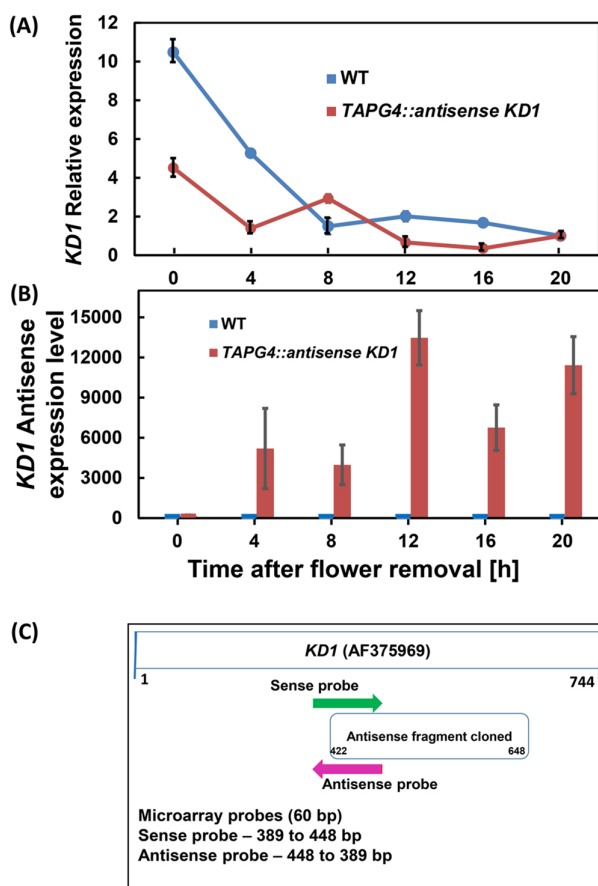 (A)
12
10
8
6
4
2
0
KD1 Relative expression
WT
TAPG4::antisense KD1
0 4 8 12 16 20
(B)
15000
12000
9000
6000
3000
0
KD1 Antisense
expression level
WT
TAPG4::antisense KD1
0 4 8 12 16 20
Time after flower removal [h]
(C)
KD1 (AF375969)
1 744
Sense probe
Antisense fragment cloned
422 648
Antisense probe
Microarray probes (60 bp)
Sense probe – 389 to 448 bp
Antisense probe – 448 to 389 bp